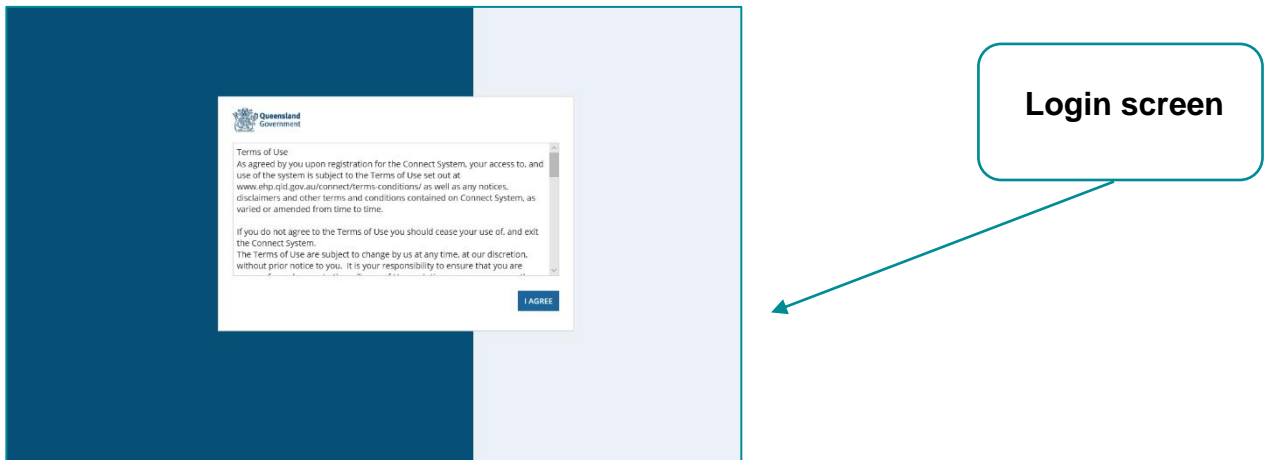 Queensland
Government
Terms of Use
As agreed by you upon registration for the Connect System, your access to, and
use of the system is subject to the Terms of Use set out at
www.ehp.qld.gov.au/connect/terms-conditions/ as well as any notices,
disclaimers and other terms and conditions contained on Connect System, as
varied or amended from time to time.
If you do not agree to the Terms of Use you should cease your use of, and exit
the Connect System.
The Terms of Use are subject to change by us at any time, at our discretion,
without prior notice to you. It is your responsibility to ensure that you are
I AGREE
Login screen